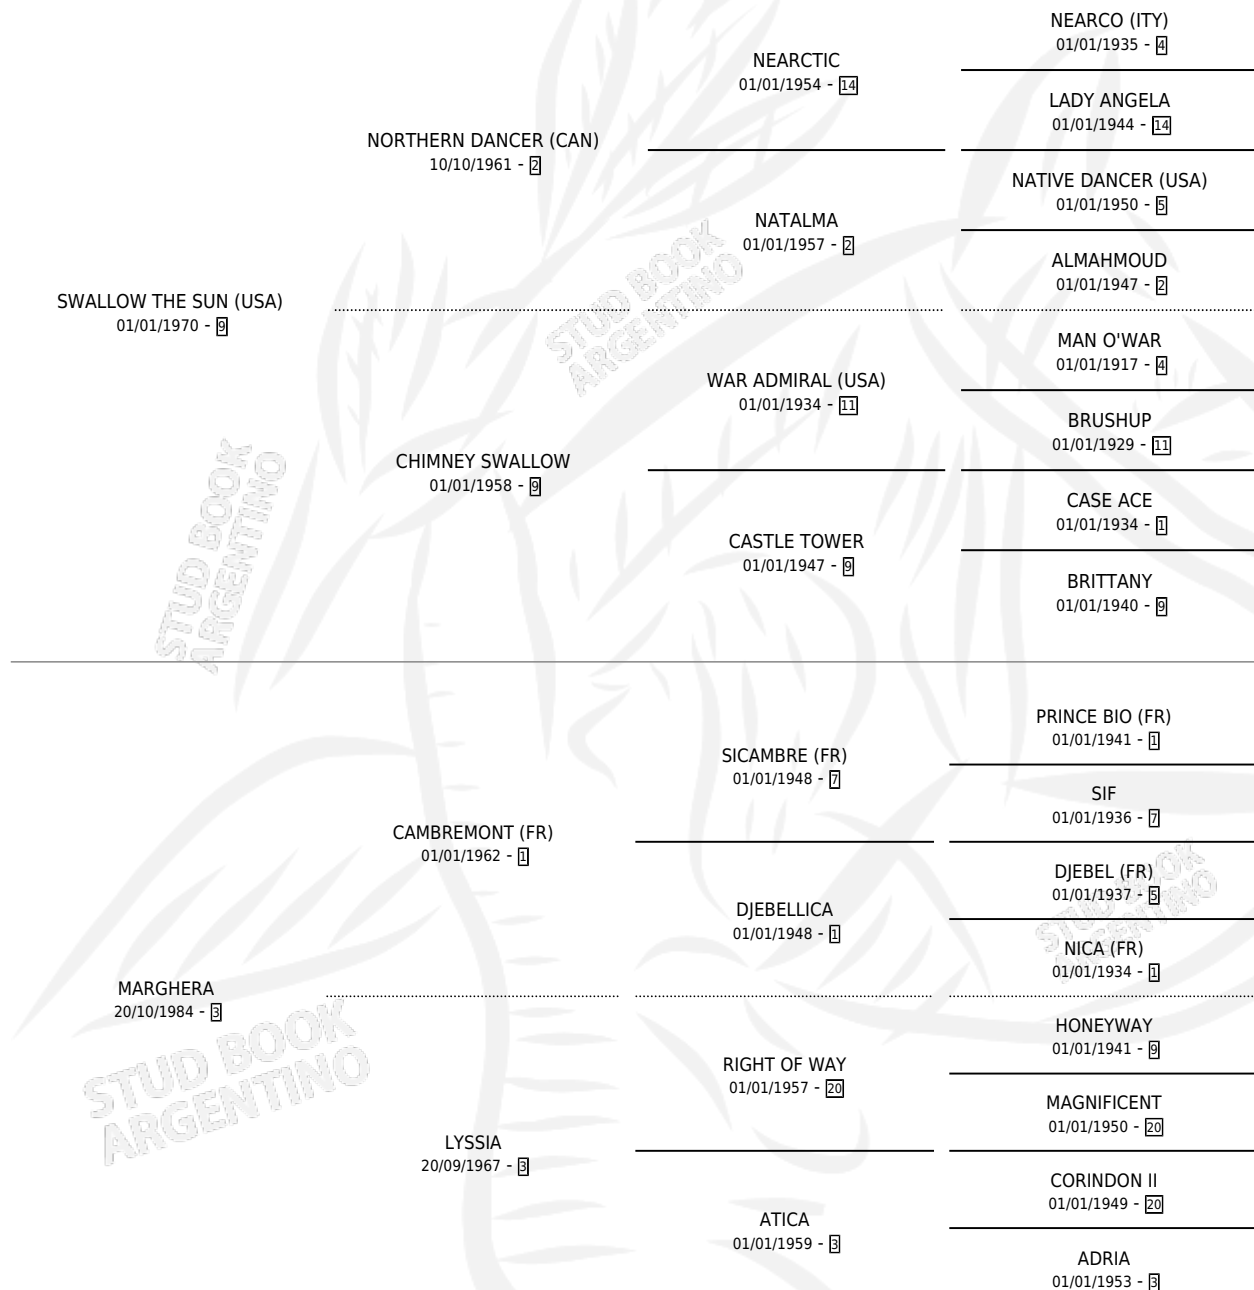 NEARCO (ITY)
01/01/1935 - 4
NEARCTIC
01/01/1954 - 14
LADY ANGELA
01/01/1944 - 14
NORTHERN DANCER (CAN)
10/10/1961 - 2
NATIVE DANCER (USA)
01/01/1950 - 5
NATALMA
01/01/1957 - 2
ALMAHMOUD
01/01/1947 - 2
SWALLOW THE SUN (USA)
01/01/1970 - 9
MAN O'WAR
01/01/1917 - 4
WAR ADMIRAL (USA)
01/01/1934 - 11
BRUSHUP
01/01/1929 - 11
CHIMNEY SWALLOW
01/01/1958 - 9
CASE ACE
01/01/1934 - 1
CASTLE TOWER
01/01/1947 - 9
BRITTANY
01/01/1940 - 9
PRINCE BIO (FR)
01/01/1941 - 1
SICAMBRE (FR)
01/01/1948 - 7
SIF
01/01/1936 - 7
CAMBREMONT (FR)
01/01/1962 - 1
DJEBEL (FR)
01/01/1937 - 5
DJEBELLICA
01/01/1948 - 1
NICA (FR)
01/01/1934 - 1
MARGHERA
20/10/1984 - 3
HONEYWAY
01/01/1941 - 9
RIGHT OF WAY
01/01/1957 - 20
MAGNIFICENT
01/01/1950 - 20
LYSSIA
20/09/1967 - 3
CORINDON II
01/01/1949 - 20
ATICA
01/01/1959 - 3
ADRIA
01/01/1953 - 3
STUD BOOK
ARGENTINO
STUD BOOK
ARGENTINO
STUD BOOK
ARGENTINO
STUD BOOK
ARGENTINO